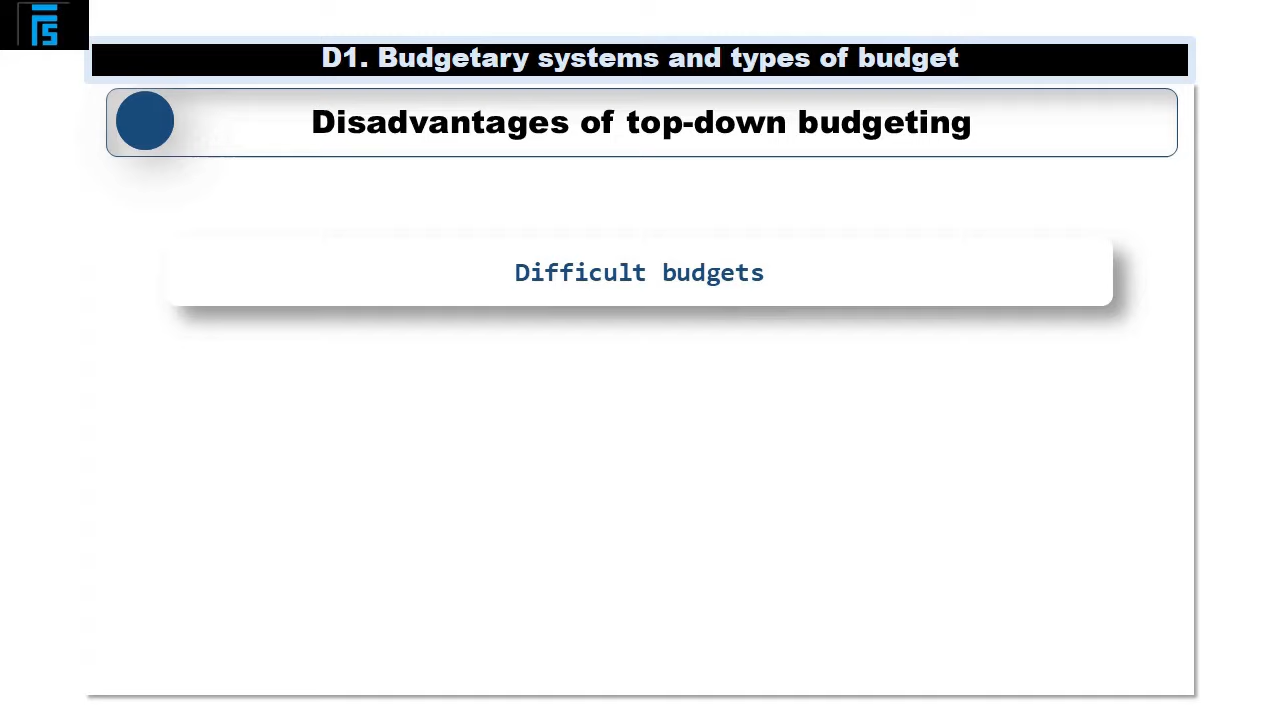 D1. Budgetary systems and types of budget
Disadvantages of top-down budgeting
Difficult budgets